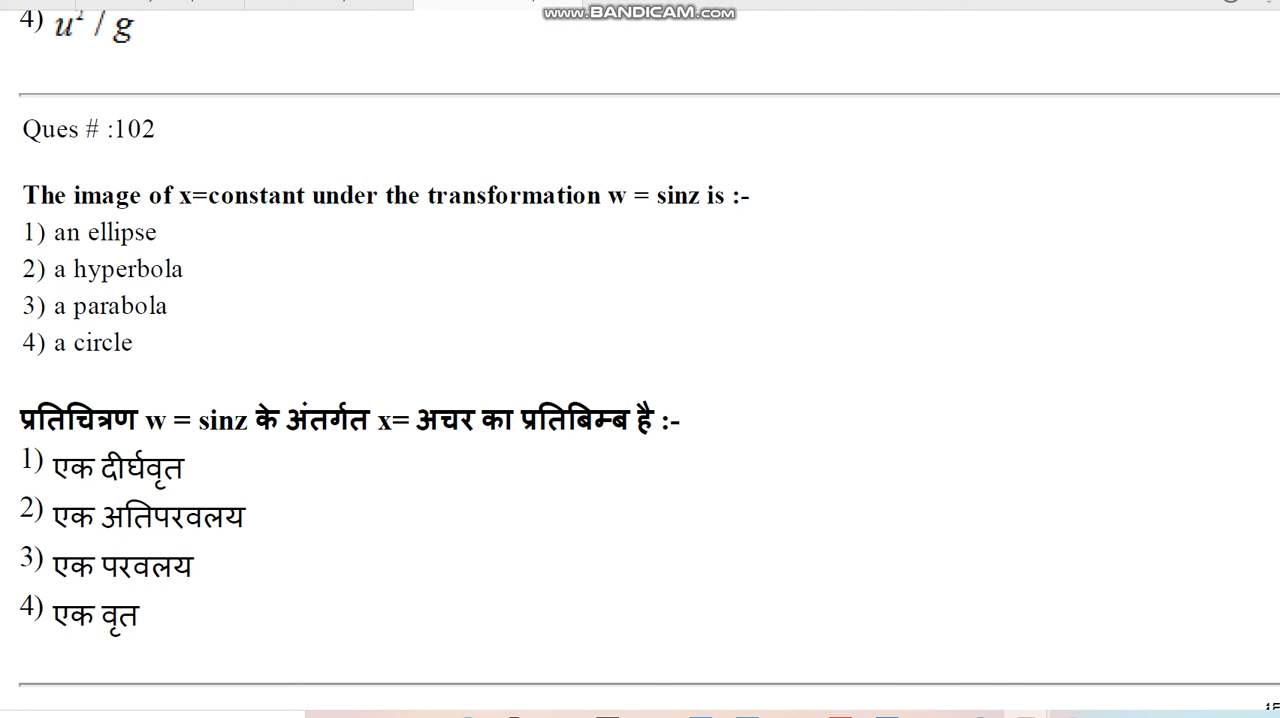 www.BANDICAM.com
4) u² / g
Ques # :102
The image of x=constant under the transformation w = sinz is :-
1) an ellipse
2) a hyperbola
3) a parabola
4) a circle
प्रतिचित्रण w = sinz के अंतर्गत x= अचर का प्रतिबिम्ब है :-
1) एक दीर्घवृत
2) एक अतिपरवलय
3) एक परवलय
4) एक वृत